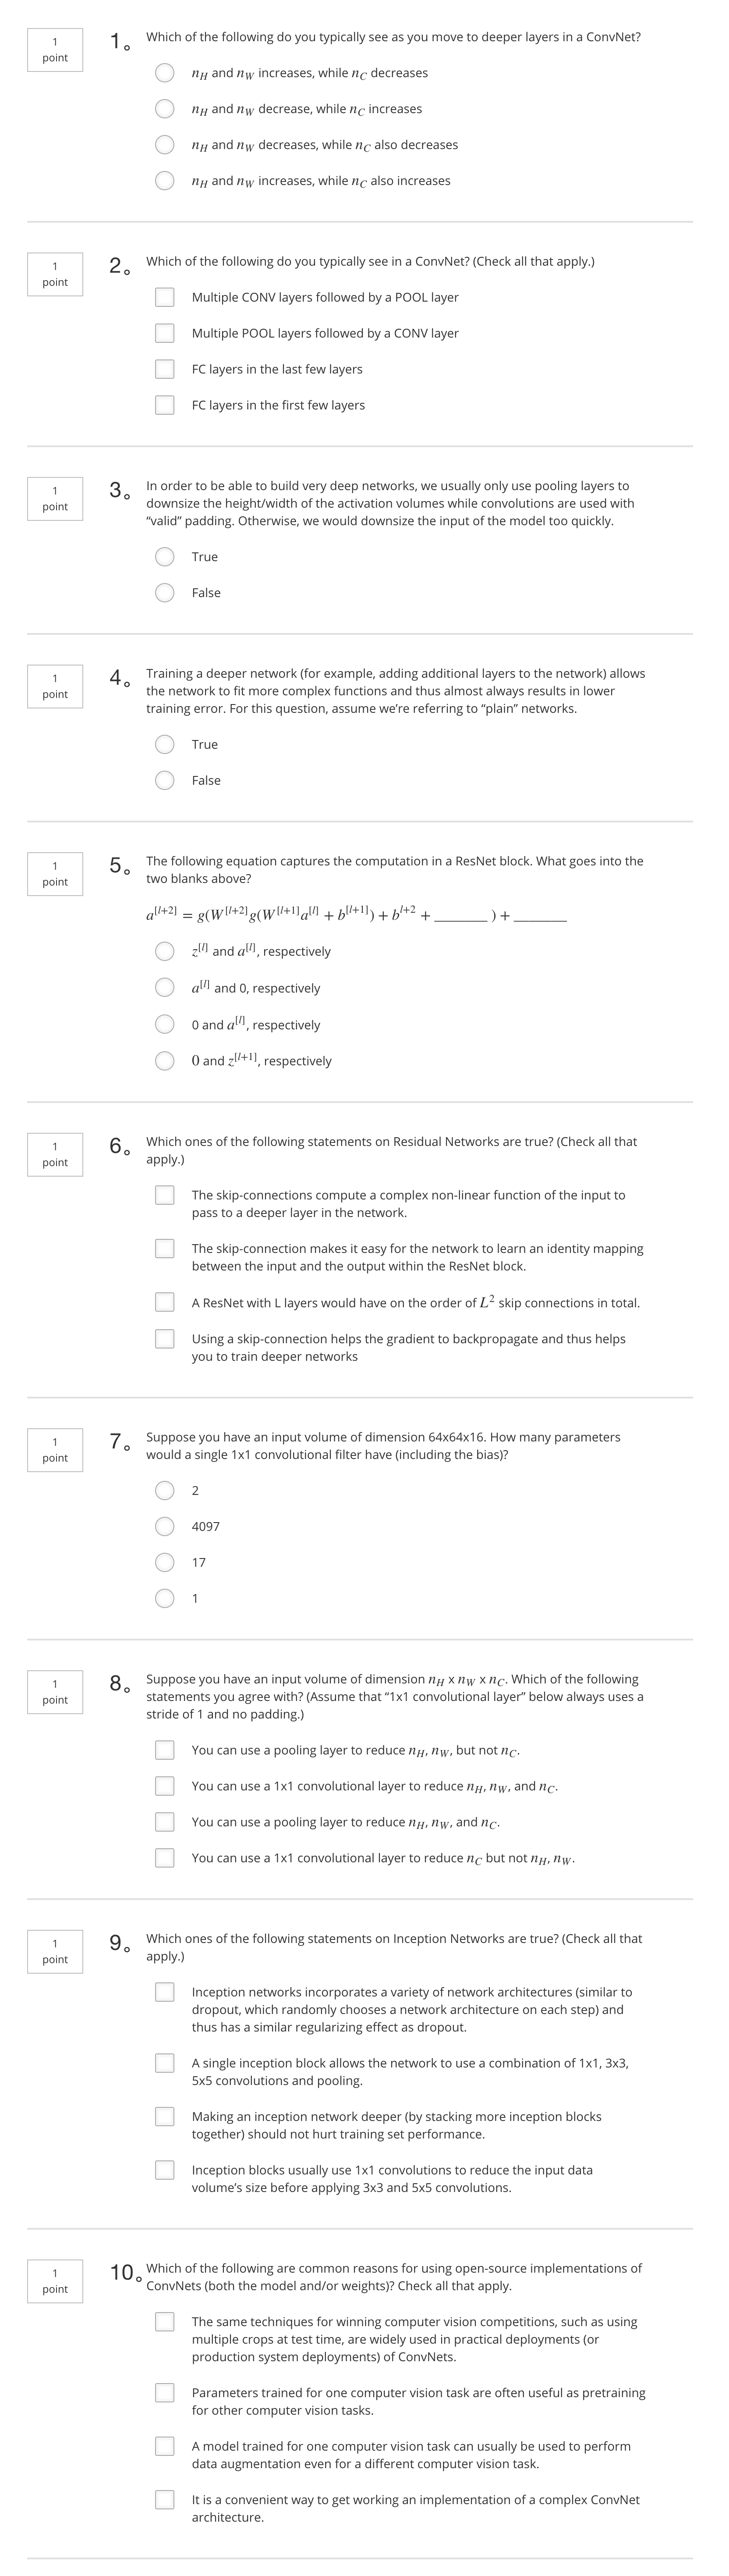 1
point
1. Which of the following do you typically see as you move to deeper layers in a ConvNet?
n_H and n_W increases, while n_C decreases
n_H and n_W decrease, while n_C increases
n_H and n_W decreases, while n_C also decreases
n_H and n_W increases, while n_C also increases
1
point
2. Which of the following do you typically see in a ConvNet? (Check all that apply.)
Multiple CONV layers followed by a POOL layer
Multiple POOL layers followed by a CONV layer
FC layers in the last few layers
FC layers in the first few layers
1
point
3. In order to be able to build very deep networks, we usually only use pooling layers to
downsize the height/width of the activation volumes while convolutions are used with
“valid” padding. Otherwise, we would downsize the input of the model too quickly.
True
False
1
point
4. Training a deeper network (for example, adding additional layers to the network) allows
the network to fit more complex functions and thus almost always results in lower
training error. For this question, assume we’re referring to “plain” networks.
True
False
1
point
5. The following equation captures the computation in a ResNet block. What goes into the
two blanks above?
a^{[l+2]} = g(W^{[l+2]}g(W^{[l+1]}a^{[l]} + b^{[l+1]}) + b^{l+2} + _______ ) + _______
z^{[l]} and a^{[l]}, respectively
a^{[l]} and 0, respectively
0 and a^{[l]}, respectively
0 and z^{[l+1]}, respectively
1
point
6. Which ones of the following statements on Residual Networks are true? (Check all that
apply.)
The skip-connections compute a complex non-linear function of the input to
pass to a deeper layer in the network.
The skip-connection makes it easy for the network to learn an identity mapping
between the input and the output within the ResNet block.
A ResNet with L layers would have on the order of L^2 skip connections in total.
Using a skip-connection helps the gradient to backpropagate and thus helps
you to train deeper networks
1
point
7. Suppose you have an input volume of dimension 64x64x16. How many parameters
would a single 1x1 convolutional filter have (including the bias)?
2
4097
17
1
1
point
8. Suppose you have an input volume of dimension n_H x n_W x n_C. Which of the following
statements you agree with? (Assume that “1x1 convolutional layer” below always uses a
stride of 1 and no padding.)
You can use a pooling layer to reduce n_H, n_W, but not n_C.
You can use a 1x1 convolutional layer to reduce n_H, n_W, and n_C.
You can use a pooling layer to reduce n_H, n_W, and n_C.
You can use a 1x1 convolutional layer to reduce n_C but not n_H, n_W.
1
point
9. Which ones of the following statements on Inception Networks are true? (Check all that
apply.)
Inception networks incorporates a variety of network architectures (similar to
dropout, which randomly chooses a network architecture on each step) and
thus has a similar regularizing effect as dropout.
A single inception block allows the network to use a combination of 1x1, 3x3,
5x5 convolutions and pooling.
Making an inception network deeper (by stacking more inception blocks
together) should not hurt training set performance.
Inception blocks usually use 1x1 convolutions to reduce the input data
volume’s size before applying 3x3 and 5x5 convolutions.
1
point
10. Which of the following are common reasons for using open-source implementations of
ConvNets (both the model and/or weights)? Check all that apply.
The same techniques for winning computer vision competitions, such as using
multiple crops at test time, are widely used in practical deployments (or
production system deployments) of ConvNets.
Parameters trained for one computer vision task are often useful as pretraining
for other computer vision tasks.
A model trained for one computer vision task can usually be used to perform
data augmentation even for a different computer vision task.
It is a convenient way to get working an implementation of a complex ConvNet
architecture.